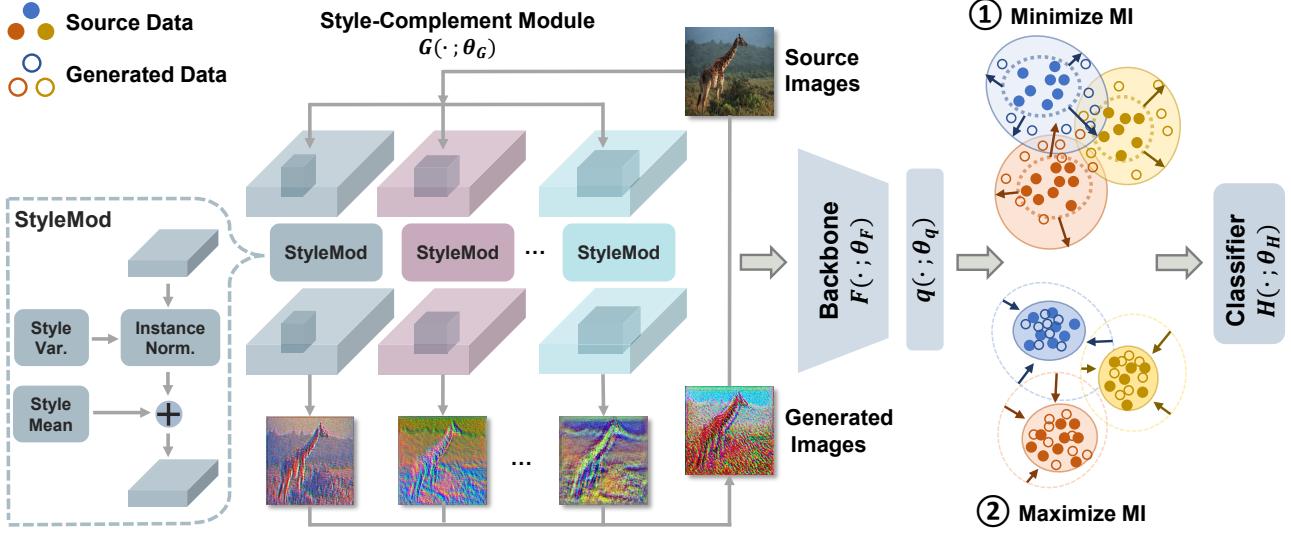 Source Data
Generated Data
Style-Complement Module
G(·; θ_G)
Source
Images
① Minimize MI
StyleMod
StyleMod
StyleMod
...
StyleMod
Style
Var.
Instance
Norm.
Style
Mean
+
...
Generated
Images
Backbone
F(·; θ_F)
q(·; θ_q)
Classifier
H(·; θ_H)
② Maximize MI